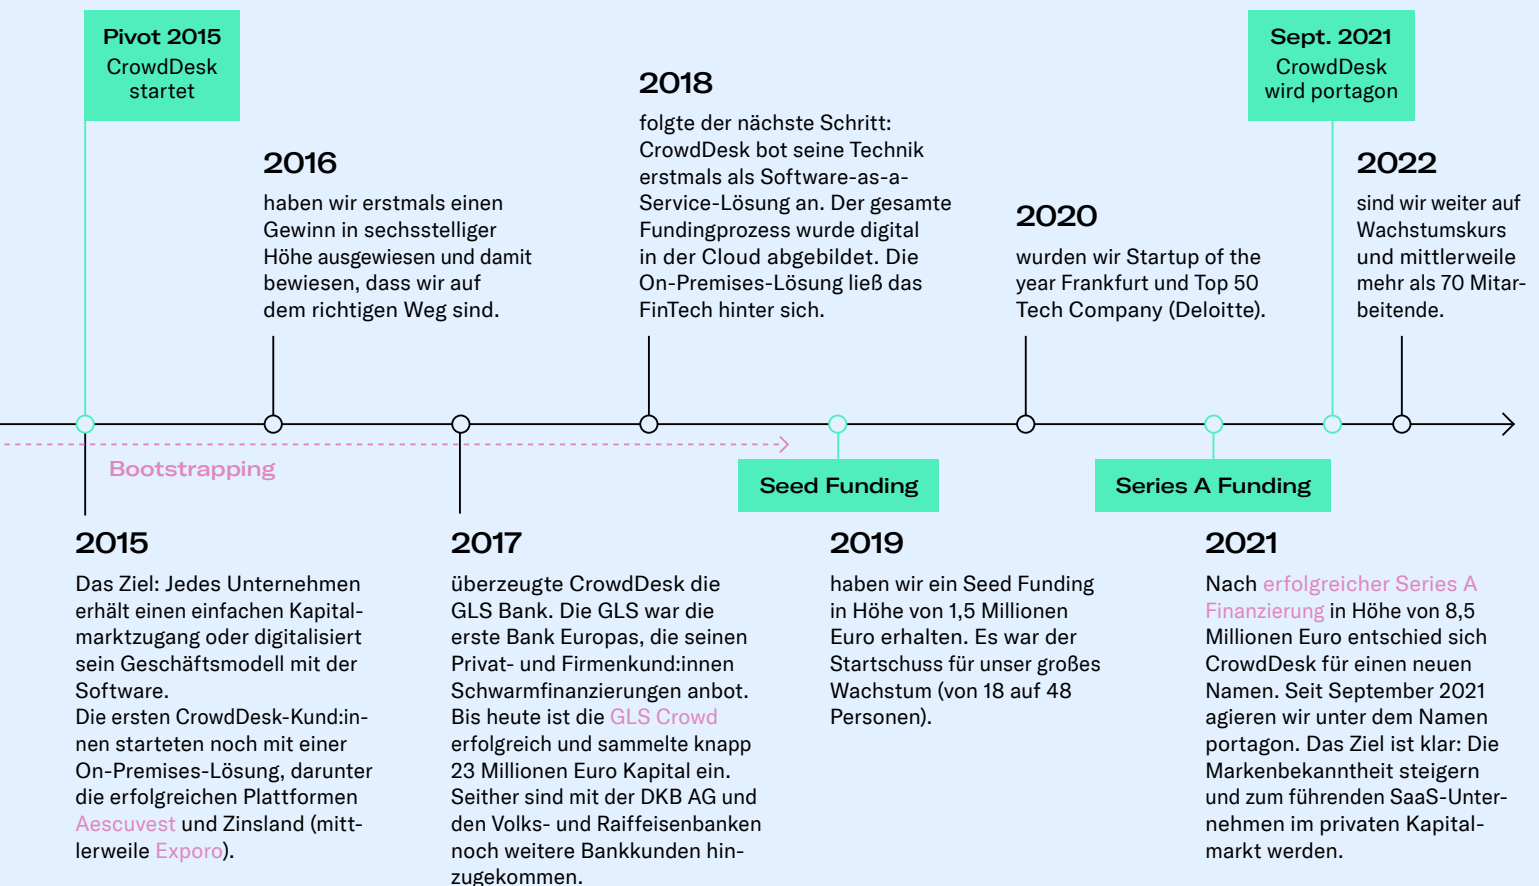 Pivot 2015
CrowdDesk
startet
2016
haben wir erstmals einen
Gewinn in sechsstelliger
Höhe ausgewiesen und damit
bewiesen, dass wir auf
dem richtigen Weg sind.
2018
folgte der nächste Schritt:
CrowdDesk bot seine Technik
erstmals als Software-as-a-
Service-Lösung an. Der gesamte
Fundingprozess wurde digital
in der Cloud abgebildet. Die
On-Premises-Lösung ließ das
FinTech hinter sich.
2020
wurden wir Startup of the
year Frankfurt und Top 50
Tech Company (Deloitte).
Sept. 2021
CrowdDesk
wird portagon
2022
sind wir weiter auf
Wachstumskurs
und mittlerweile
mehr als 70 Mitar-
beitende.
Bootstrapping
Seed Funding
Series A Funding
2015
Das Ziel: Jedes Unternehmen
erhält einen einfachen Kapital-
marktzugang oder digitalisiert
sein Geschäftsmodell mit der
Software.
Die ersten CrowdDesk-Kund:in-
nen starteten noch mit einer
On-Premises-Lösung, darunter
die erfolgreichen Plattformen
Aescuvest und Zinsland (mitt-
lerweile Exporo).
2017
überzeugte CrowdDesk die
GLS Bank. Die GLS war die
erste Bank Europas, die seinen
Privat- und Firmenkund:innen
Schwarmfinanzierungen anbot.
Bis heute ist die GLS Crowd
erfolgreich und sammelte knapp
23 Millionen Euro Kapital ein.
Seither sind mit der DKB AG und
den Volks- und Raiffeisenbanken
noch weitere Bankkunden hin-
zugekommen.
2019
haben wir ein Seed Funding
in Höhe von 1,5 Millionen
Euro erhalten. Es war der
Startschuss für unser großes
Wachstum (von 18 auf 48
Personen).
2021
Nach erfolgreicher Series A
Finanzierung in Höhe von 8,5
Millionen Euro entschied sich
CrowdDesk für einen neuen
Namen. Seit September 2021
agieren wir unter dem Namen
portagon. Das Ziel ist klar: Die
Markenbekanntheit steigern
und zum führenden SaaS-Unter-
nehmen im privaten Kapital-
markt werden.